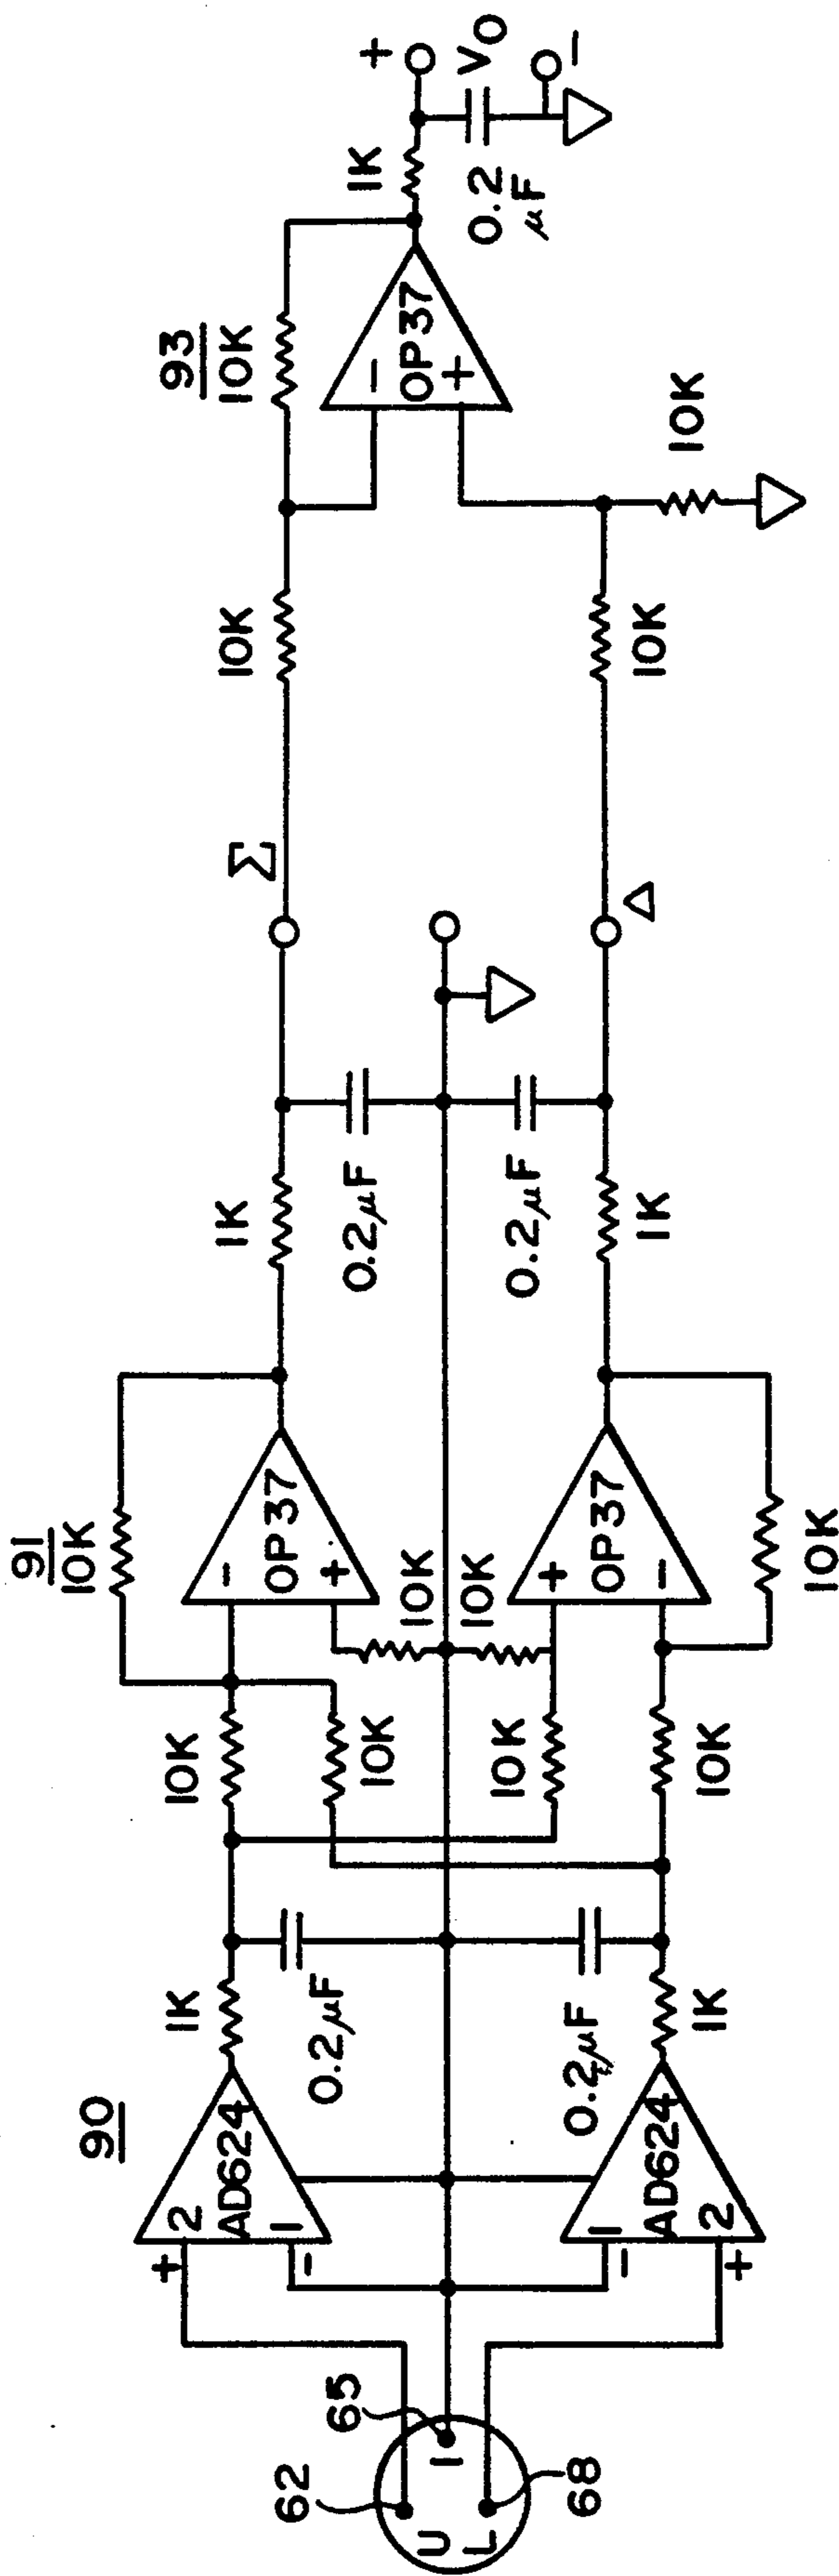 62
65
68
U
I
L
90
+
2
AD624
1
-
-
1
AD624
2
+
1K
0.2μF
0.2μF
1K
10K
10K
10K
10K
91
10K
-
OP37
+
10K
10K
+
OP37
-
10K
1K
0.2μF
0.2μF
1K
Σ
Δ
10K
10K
93
10K
-
OP37
+
10K
1K
0.2
μF
+
VO
-